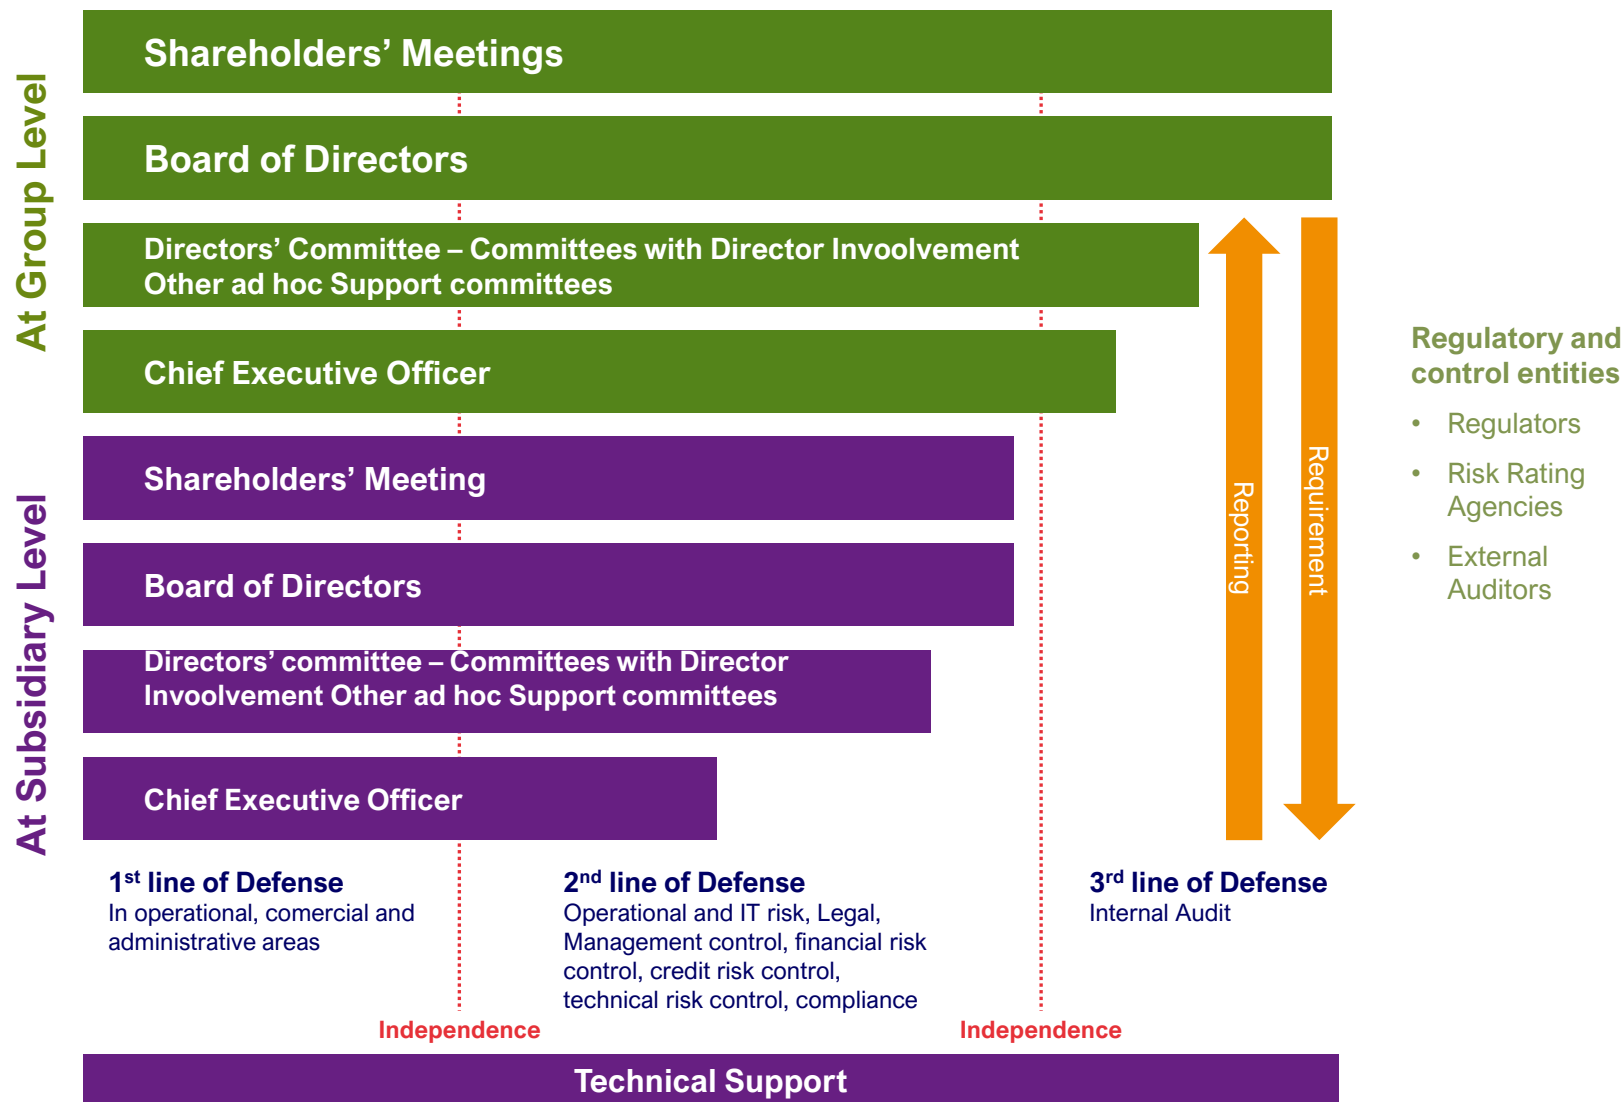 At Group Level
Shareholders’ Meetings
Board of Directors
Directors’ Committee – Committees with Director Invoolvement
Other ad hoc Support committees
Chief Executive Officer
At Subsidiary Level
Shareholders’ Meeting
Board of Directors
Directors’ committee – Committees with Director
Invoolvement Other ad hoc Support committees
Chief Executive Officer
Reporting
Requirement
Regulatory and
control entities
• Regulators
• Risk Rating
Agencies
• External
Auditors
1st line of Defense
In operational, comercial and
administrative areas
2nd line of Defense
Operational and IT risk, Legal,
Management control, financial risk
control, credit risk control,
technical risk control, compliance
3rd line of Defense
Internal Audit
Independence
Independence
Technical Support